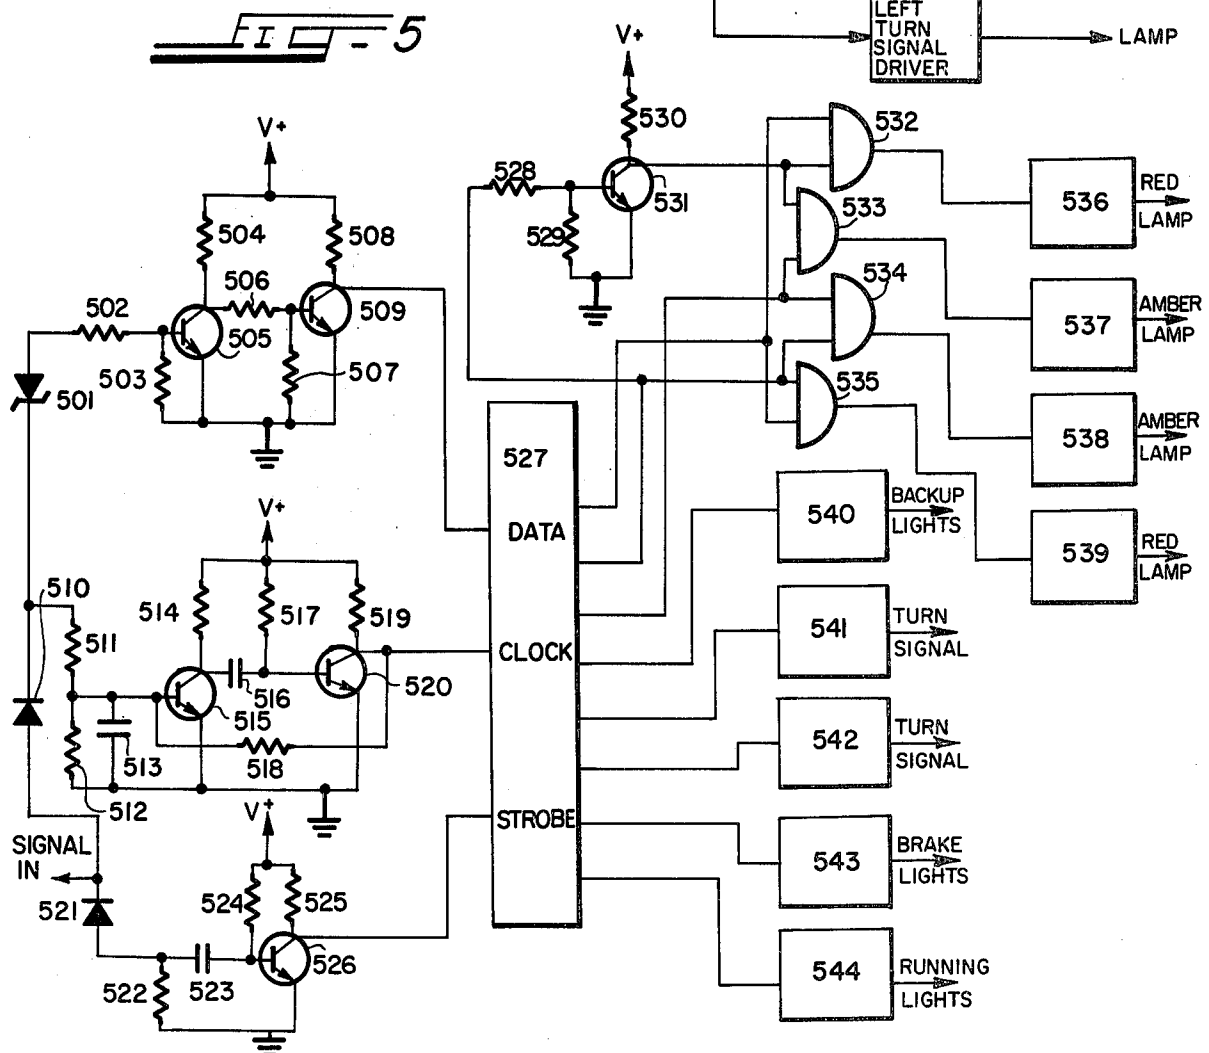 FIG-5
LEFT
TURN
SIGNAL
DRIVER
LAMP
V+
530
531
528
529
532
533
534
535
536
RED
LAMP
537
AMBER
LAMP
538
AMBER
LAMP
539
RED
LAMP
V+
504
508
506
502
505
509
503
507
501
527
DATA
CLOCK
STROBE
540
BACKUP
LIGHTS
541
TURN
SIGNAL
542
TURN
SIGNAL
543
BRAKE
LIGHTS
544
RUNNING
LIGHTS
V+
510
514
517
519
511
516
520
515
513
518
512
V+
SIGNAL
IN
521
524
525
526
522
523